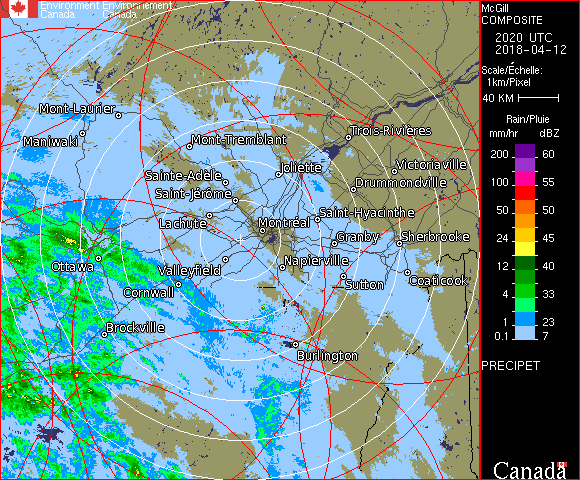 Environment Environnement
Canada Canada
McGill
COMPOSITE
2020 UTC
2018-04-12
Scale/Échelle:
1km/Pixel
40 KM
Rain/Pluie
mm/hr dBZ
200 60
100 55
50 50
24 45
12 40
4 33
1 23
0.1 7
PRECIPET
Canada
Mont-Laurier
Maniwaki
Mont-Tremblant
Trois-Rivières
Sainte-Adèle
Joliette
Victoriaville
Saint-Jérôme
Drummondville
Lachute
Montréal
Saint-Hyacinthe
Granby
Sherbrooke
Ottawa
Valleyfield
Napierville
Cornwall
Sutton
Coaticook
Brockville
Burlington